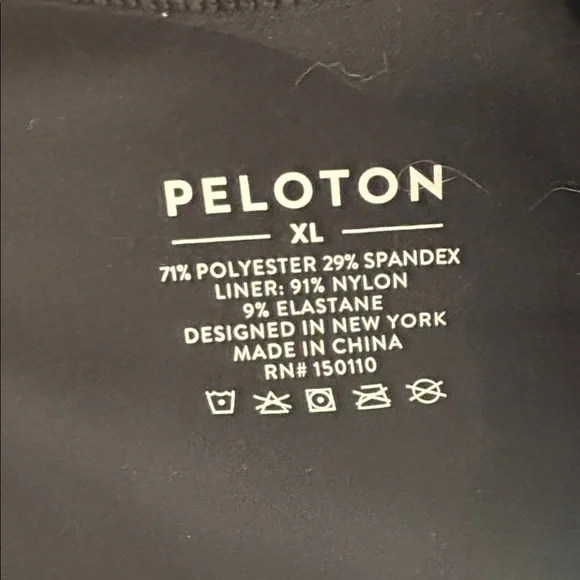 PELOTON
XL
71% POLYESTER 29% SPANDEX
LINER: 91% NYLON
9% ELASTANE
DESIGNED IN NEW YORK
MADE IN CHINA
RN# 150110